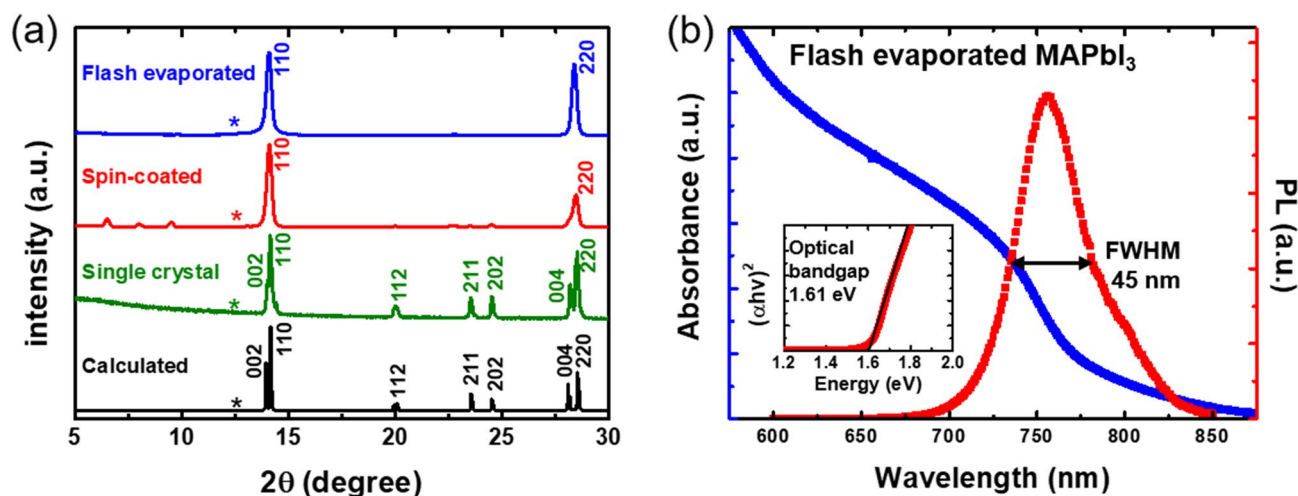 (a)
Flash evaporated
*
110
220
Spin-coated
*
110
220
Single crystal
*
002
110
112
211
202
004
220
Calculated
*
002
110
112
211
202
004
220
intensity (a.u.)
5 10 15 20 25 30
2θ (degree)
(b)
Flash evaporated MAPbI₃
Absorbance (a.u.)
PL (a.u.)
FWHM
45 nm
Optical
bandgap
1.61 eV
(αhv)²
1.2 1.4 1.6 1.8 2.0
Energy (eV)
600 650 700 750 800 850
Wavelength (nm)